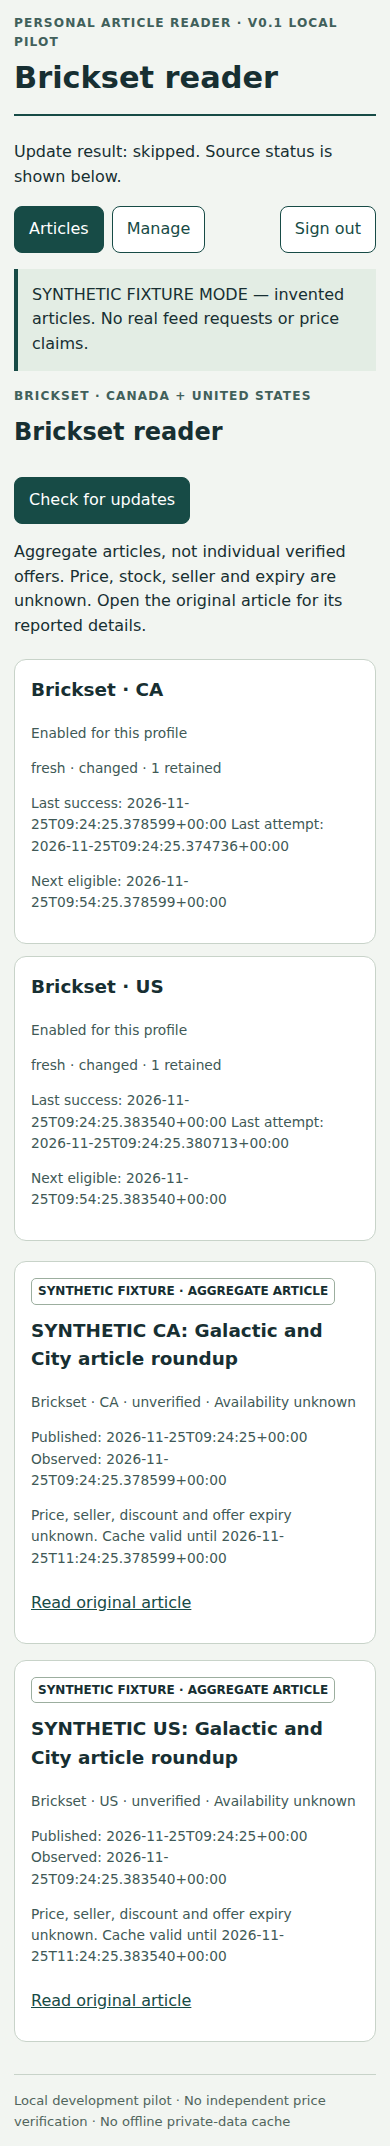 PERSONAL ARTICLE READER · V0.1 LOCAL
PILOT
Brickset reader
Update result: skipped. Source status is
shown below.
Articles
Manage
Sign out
SYNTHETIC FIXTURE MODE — invented
articles. No real feed requests or price
claims.
BRICKSET · CANADA + UNITED STATES
Brickset reader
Check for updates
Aggregate articles, not individual verified
offers. Price, stock, seller and expiry are
unknown. Open the original article for its
reported details.
Brickset · CA
Enabled for this profile
fresh · changed · 1 retained
Last success: 2026-11-
25T09:24:25.378599+00:00 Last attempt:
2026-11-25T09:24:25.374736+00:00
Next eligible: 2026-11-
25T09:54:25.378599+00:00
Brickset · US
Enabled for this profile
fresh · changed · 1 retained
Last success: 2026-11-
25T09:24:25.383540+00:00 Last attempt:
2026-11-25T09:24:25.380713+00:00
Next eligible: 2026-11-
25T09:54:25.383540+00:00
SYNTHETIC FIXTURE · AGGREGATE ARTICLE
SYNTHETIC CA: Galactic and
City article roundup
Brickset · CA · unverified · Availability unknown
Published: 2026-11-25T09:24:25+00:00
Observed: 2026-11-
25T09:24:25.378599+00:00
Price, seller, discount and offer expiry
unknown. Cache valid until 2026-11-
25T11:24:25.378599+00:00
Read original article
SYNTHETIC FIXTURE · AGGREGATE ARTICLE
SYNTHETIC US: Galactic and
City article roundup
Brickset · US · unverified · Availability unknown
Published: 2026-11-25T09:24:25+00:00
Observed: 2026-11-
25T09:24:25.383540+00:00
Price, seller, discount and offer expiry
unknown. Cache valid until 2026-11-
25T11:24:25.383540+00:00
Read original article
Local development pilot · No independent price
verification · No offline private-data cache